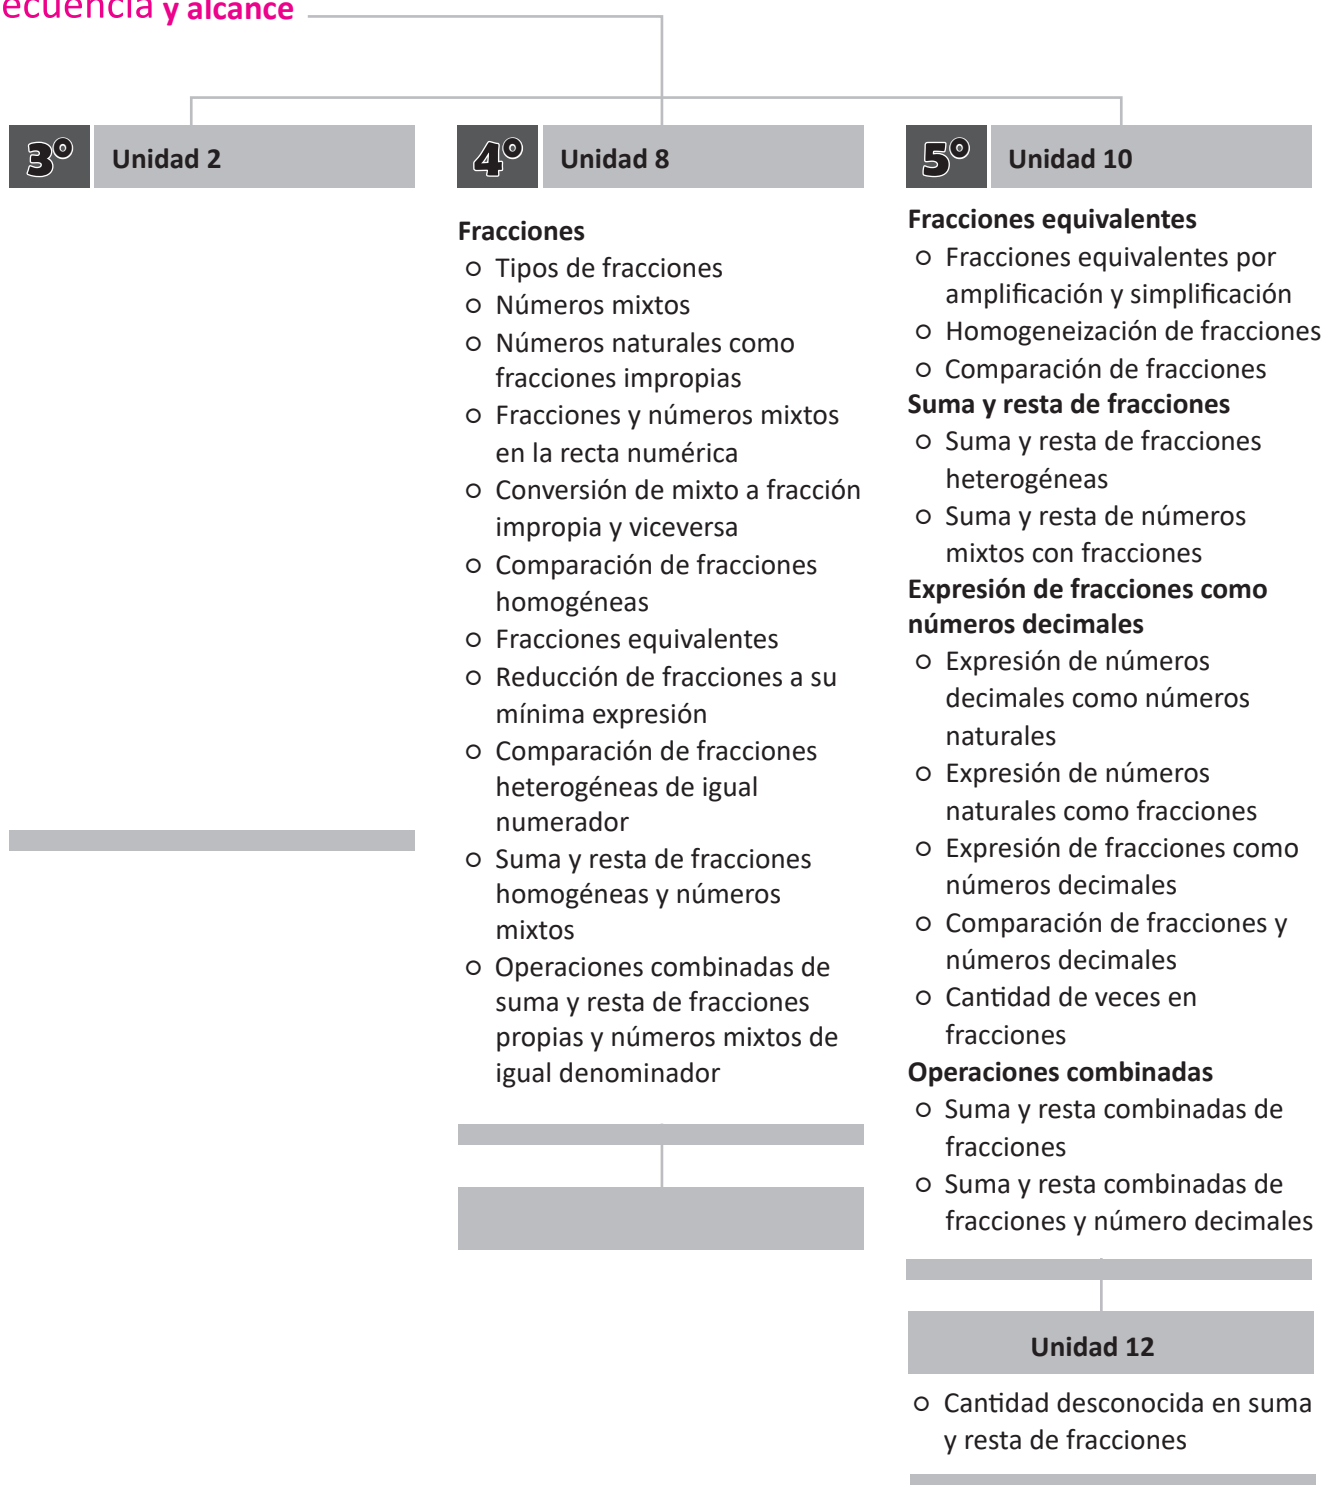 ecuencia y alcance
3º Unidad 2
4º Unidad 8
Fracciones
○ Tipos de fracciones
○ Números mixtos
○ Números naturales como
fracciones impropias
○ Fracciones y números mixtos
en la recta numérica
○ Conversión de mixto a fracción
impropia y viceversa
○ Comparación de fracciones
homogéneas
○ Fracciones equivalentes
○ Reducción de fracciones a su
mínima expresión
○ Comparación de fracciones
heterogéneas de igual
numerador
○ Suma y resta de fracciones
homogéneas y números
mixtos
○ Operaciones combinadas de
suma y resta de fracciones
propias y números mixtos de
igual denominador
5º Unidad 10
Fracciones equivalentes
○ Fracciones equivalentes por
amplificación y simplificación
○ Homogeneización de fracciones
○ Comparación de fracciones
Suma y resta de fracciones
○ Suma y resta de fracciones
heterogéneas
○ Suma y resta de números
mixtos con fracciones
Expresión de fracciones como
números decimales
○ Expresión de números
decimales como números
naturales
○ Expresión de números
naturales como fracciones
○ Expresión de fracciones como
números decimales
○ Comparación de fracciones y
números decimales
○ Cantidad de veces en
fracciones
Operaciones combinadas
○ Suma y resta combinadas de
fracciones
○ Suma y resta combinadas de
fracciones y número decimales
Unidad 12
○ Cantidad desconocida en suma
y resta de fracciones